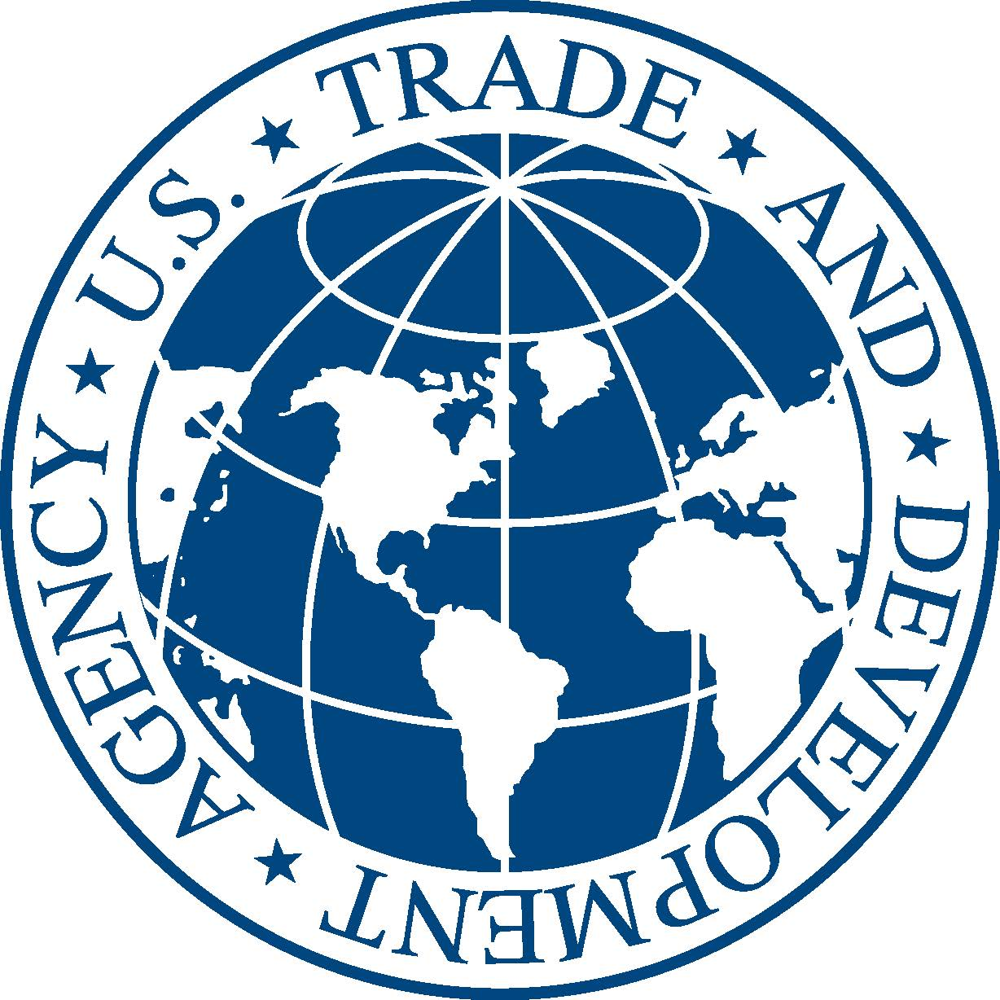 U.S. ★ TRADE ★ AND ★ DEVELOPMENT ★ AGENCY ★